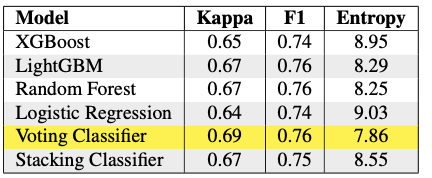 Model Kappa F1 Entropy
XGBoost 0.65 0.74 8.95
LightGBM 0.67 0.76 8.29
Random Forest 0.67 0.76 8.25
Logistic Regression 0.64 0.74 9.03
Voting Classifier 0.69 0.76 7.86
Stacking Classifier 0.67 0.75 8.55